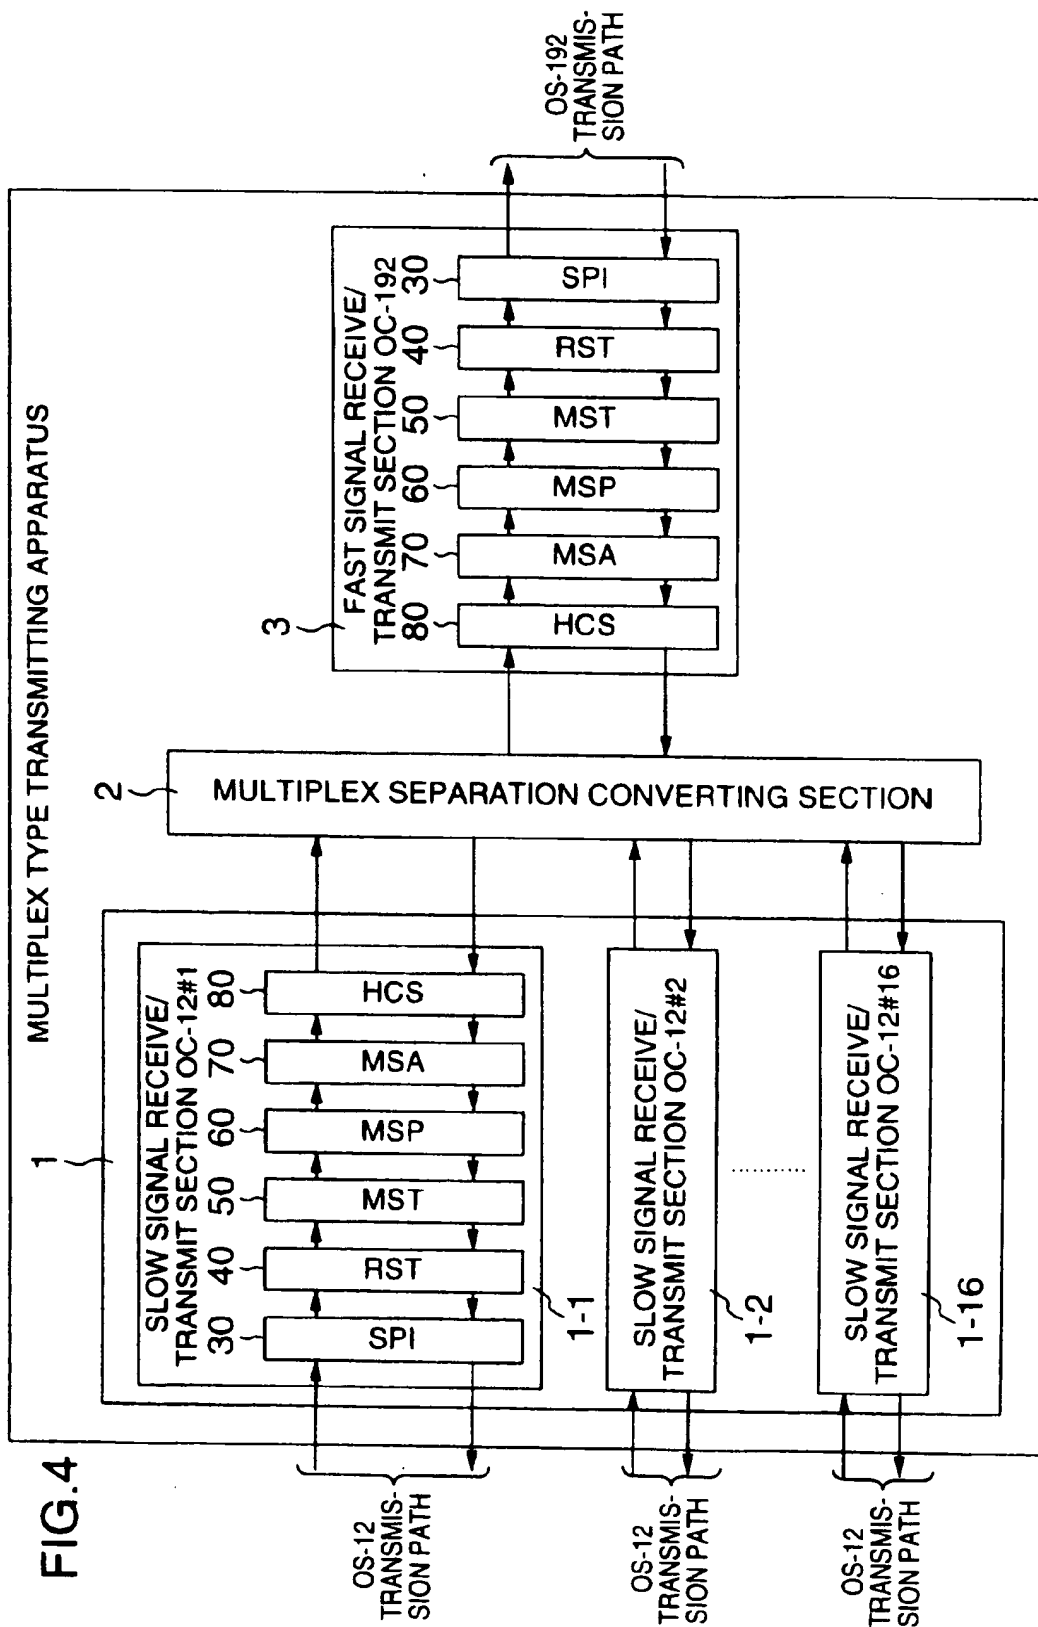 FIG.4
MULTIPLEX TYPE TRANSMITTING APPARATUS
1
SLOW SIGNAL RECEIVE/
TRANSMIT SECTION OC-12#1
30
40
50
60
70
80
SPI
RST
MST
MSP
MSA
HCS
1-1
OS-12
TRANSMIS-
SION PATH
SLOW SIGNAL RECEIVE/
TRANSMIT SECTION OC-12#2
1-2
OS-12
TRANSMIS-
SION PATH
SLOW SIGNAL RECEIVE/
TRANSMIT SECTION OC-12#16
1-16
OS-12
TRANSMIS-
SION PATH
2
MULTIPLEX SEPARATION CONVERTING SECTION
3
FAST SIGNAL RECEIVE/
TRANSMIT SECTION OC-192
80
70
60
50
40
30
HCS
MSA
MSP
MST
RST
SPI
OS-192
TRANSMIS-
SION PATH